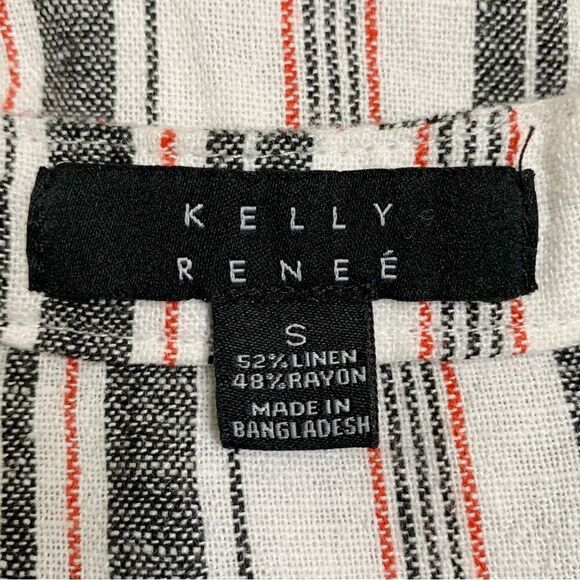 KELLY
RENEÉ
S
52% LINEN
48% RAYON
MADE IN
BANGLADESH